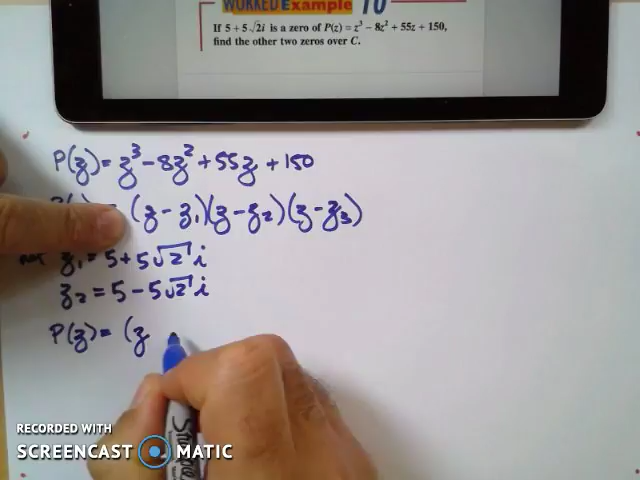 WORKED Example 10
If 5 + 5√2i is a zero of P(z) = z³ − 8z² + 55z + 150,
find the other two zeros over C.
P(z) = z³ − 8z² + 55z + 150
= (z − z₁)(z − z₂)(z − z₃)
z₁ = 5 + 5√2 i
z₂ = 5 − 5√2 i
P(z) = (z
RECORDED WITH
SCREENCAST MATIC
Sharpie